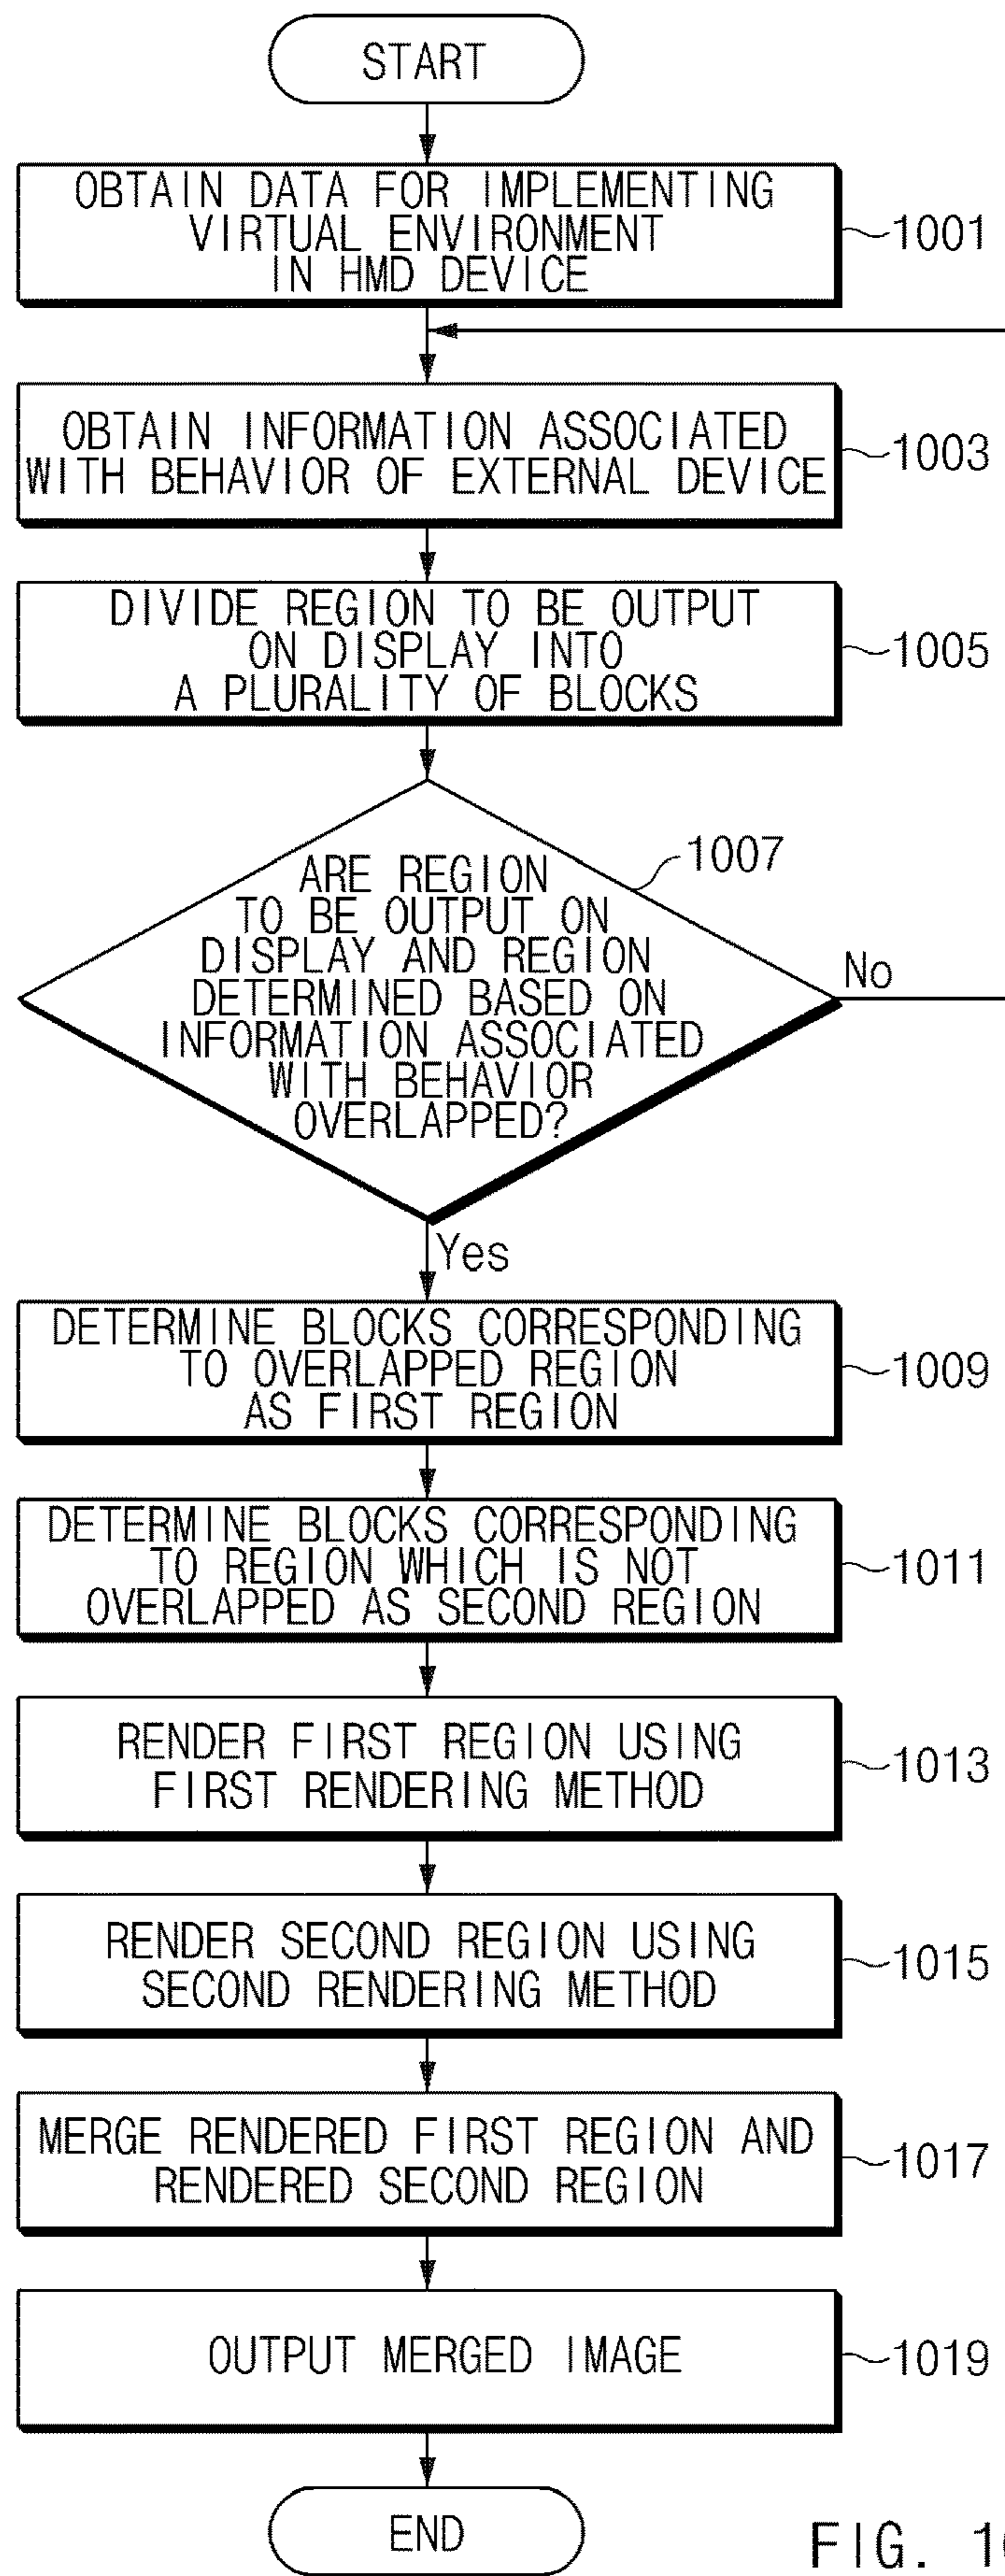 START
OBTAIN DATA FOR IMPLEMENTING
VIRTUAL ENVIRONMENT
IN HMD DEVICE
1001
OBTAIN INFORMATION ASSOCIATED
WITH BEHAVIOR OF EXTERNAL DEVICE
1003
DIVIDE REGION TO BE OUTPUT
ON DISPLAY INTO
A PLURALITY OF BLOCKS
1005
1007
ARE REGION
TO BE OUTPUT ON
DISPLAY AND REGION
DETERMINED BASED ON
INFORMATION ASSOCIATED
WITH BEHAVIOR
OVERLAPPED?
No
Yes
DETERMINE BLOCKS CORRESPONDING
TO OVERLAPPED REGION
AS FIRST REGION
1009
DETERMINE BLOCKS CORRESPONDING
TO REGION WHICH IS NOT
OVERLAPPED AS SECOND REGION
1011
RENDER FIRST REGION USING
FIRST RENDERING METHOD
1013
RENDER SECOND REGION USING
SECOND RENDERING METHOD
1015
MERGE RENDERED FIRST REGION AND
RENDERED SECOND REGION
1017
OUTPUT MERGED IMAGE
1019
END
FIG.